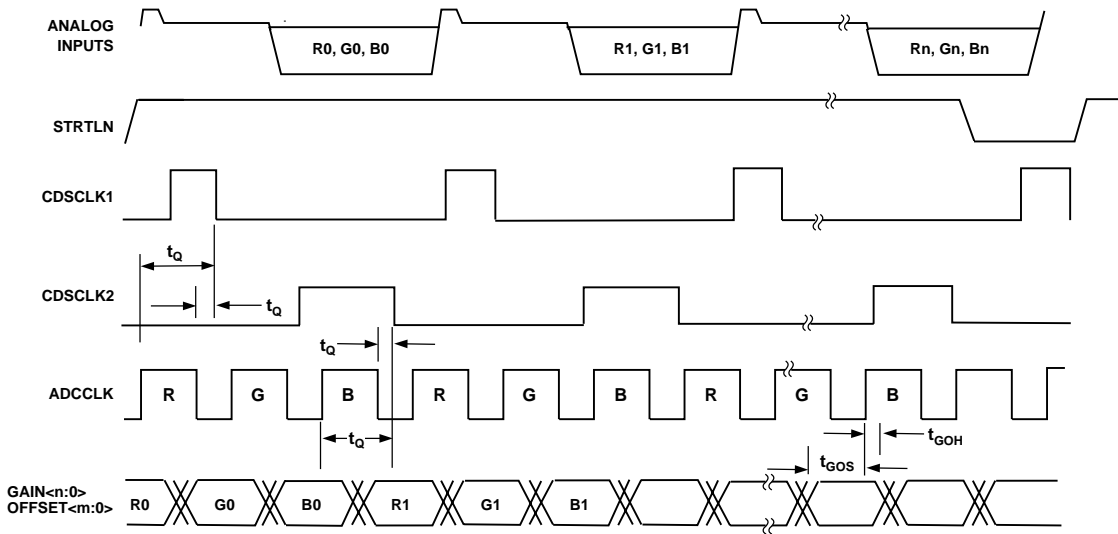 ANALOG
INPUTS
R0, G0, B0
R1, G1, B1
Rn, Gn, Bn
STRTLN
CDSCLK1
tQ
tQ
CDSCLK2
tQ
ADCCLK
R G B R G B R G B
tQ
tGOH
tGOS
GAIN<n:0>
OFFSET<m:0>
R0 G0 B0 R1 G1 B1